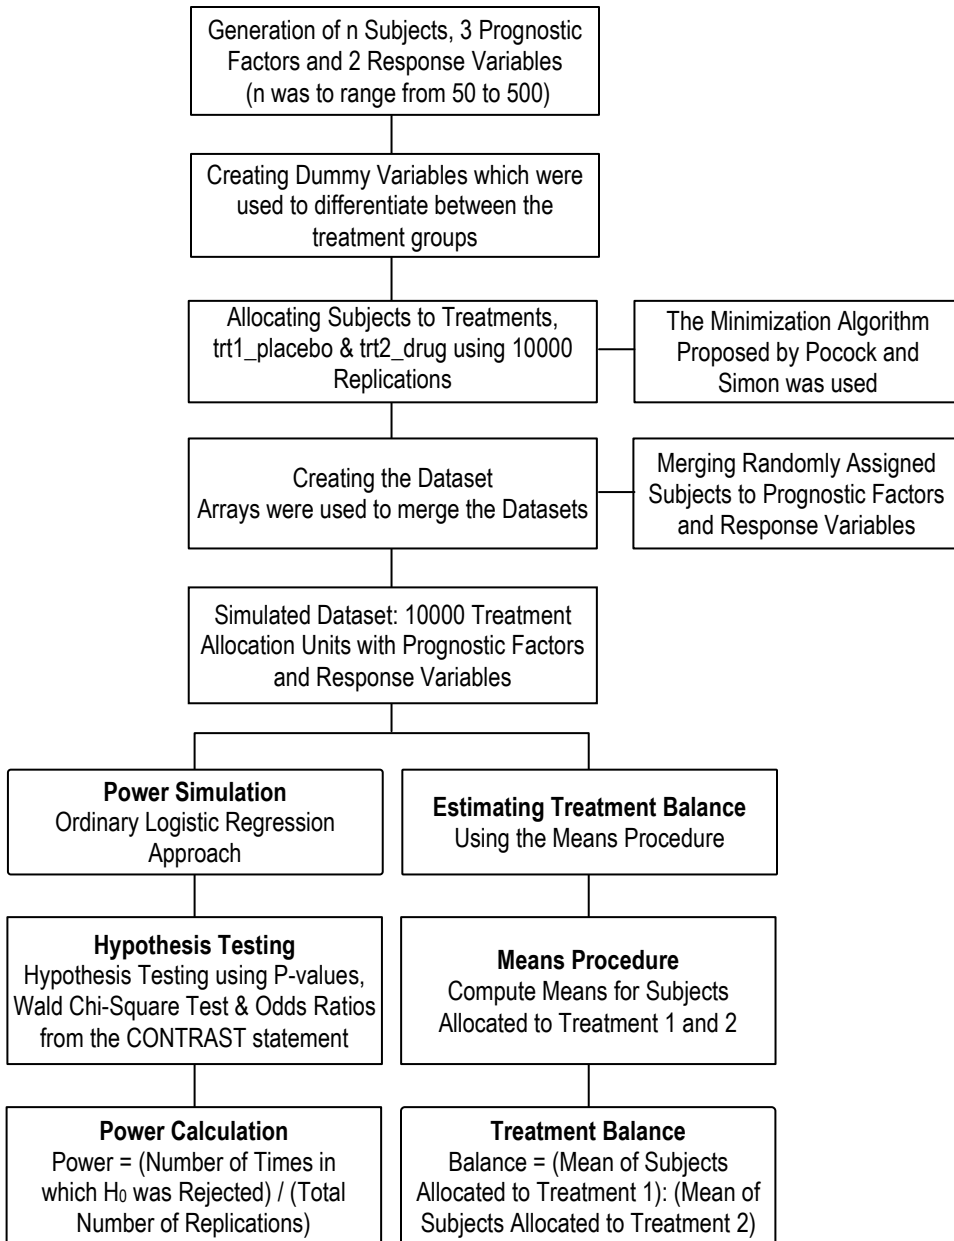 Generation of n Subjects, 3 Prognostic
Factors and 2 Response Variables
(n was to range from 50 to 500)
Creating Dummy Variables which were
used to differentiate between the
treatment groups
Allocating Subjects to Treatments,
trt1_placebo & trt2_drug using 10000
Replications
The Minimization Algorithm
Proposed by Pocock and
Simon was used
Creating the Dataset
Arrays were used to merge the Datasets
Merging Randomly Assigned
Subjects to Prognostic Factors
and Response Variables
Simulated Dataset: 10000 Treatment
Allocation Units with Prognostic Factors
and Response Variables
Power Simulation
Ordinary Logistic Regression
Approach
Estimating Treatment Balance
Using the Means Procedure
Hypothesis Testing
Hypothesis Testing using P-values,
Wald Chi-Square Test & Odds Ratios
from the CONTRAST statement
Means Procedure
Compute Means for Subjects
Allocated to Treatment 1 and 2
Power Calculation
Power = (Number of Times in
which H₀ was Rejected) / (Total
Number of Replications)
Treatment Balance
Balance = (Mean of Subjects
Allocated to Treatment 1): (Mean of
Subjects Allocated to Treatment 2)